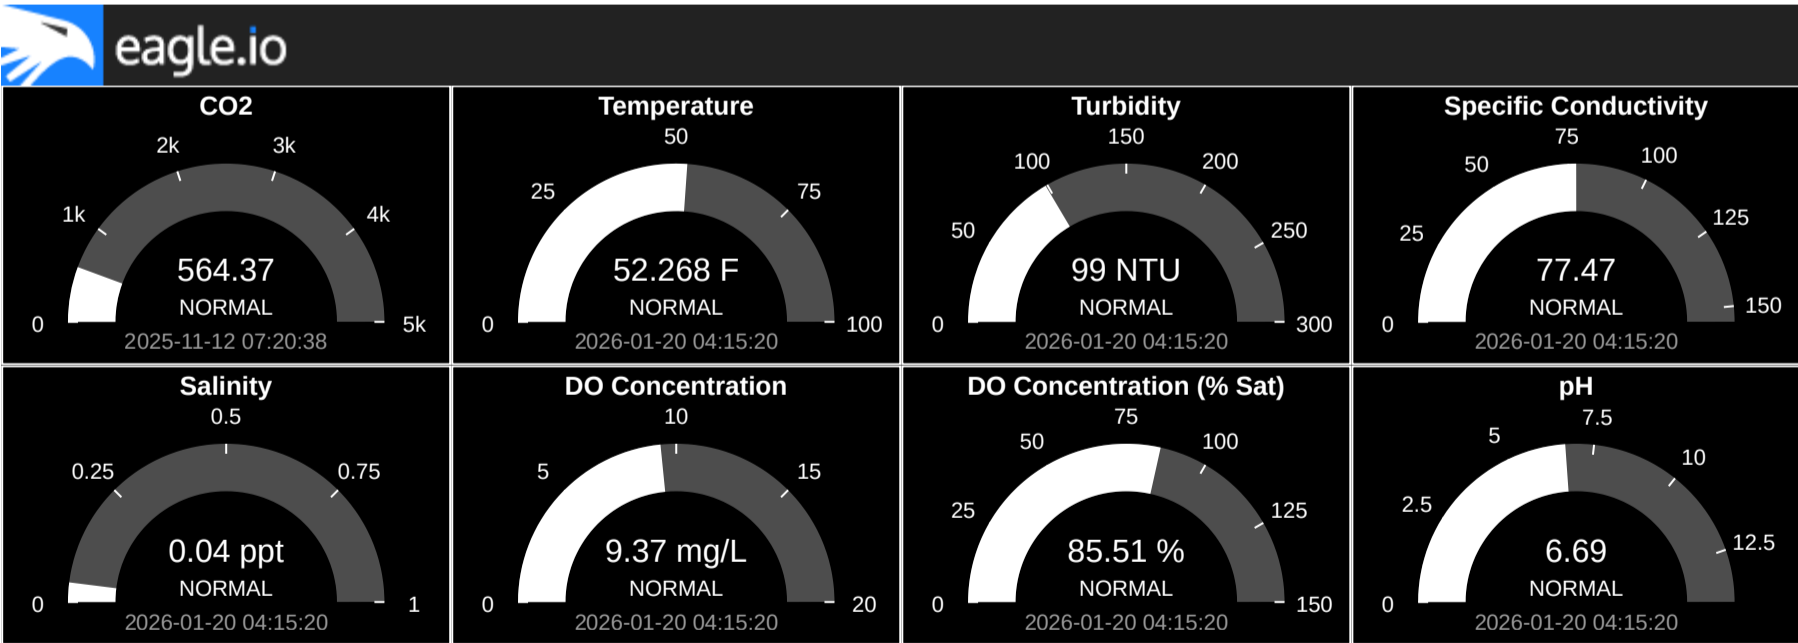 eagle.io
CO2
0
1k
2k
3k
4k
5k
564.37
NORMAL
2025-11-12 07:20:38
Temperature
0
25
50
75
100
52.268 F
NORMAL
2026-01-20 04:15:20
Turbidity
0
50
100
150
200
250
300
99 NTU
NORMAL
2026-01-20 04:15:20
Specific Conductivity
0
25
50
75
100
125
150
77.47
NORMAL
2026-01-20 04:15:20
Salinity
0
0.25
0.5
0.75
1
0.04 ppt
NORMAL
2026-01-20 04:15:20
DO Concentration
0
5
10
15
20
9.37 mg/L
NORMAL
2026-01-20 04:15:20
DO Concentration (% Sat)
0
25
50
75
100
125
150
85.51 %
NORMAL
2026-01-20 04:15:20
pH
0
2.5
5
7.5
10
12.5
6.69
NORMAL
2026-01-20 04:15:20